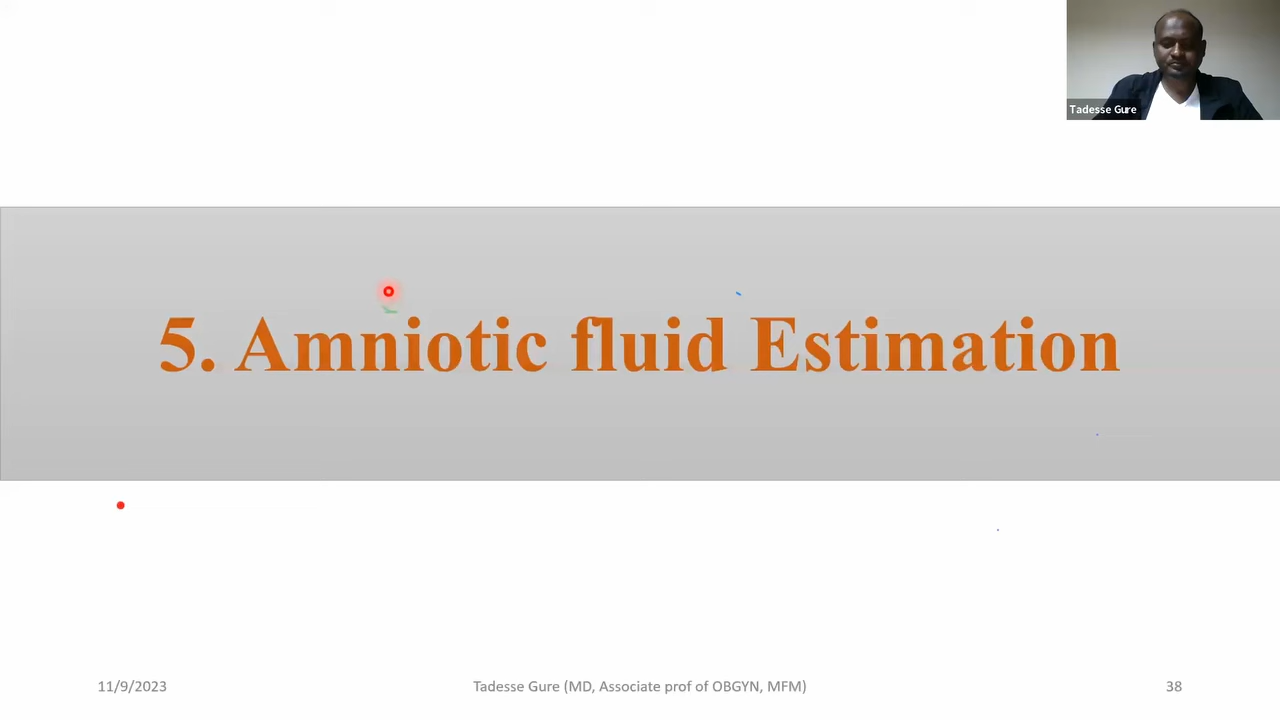 Tadesse Gure
5. Amniotic fluid Estimation
11/9/2023
Tadesse Gure (MD, Associate prof of OBGYN, MFM)
38